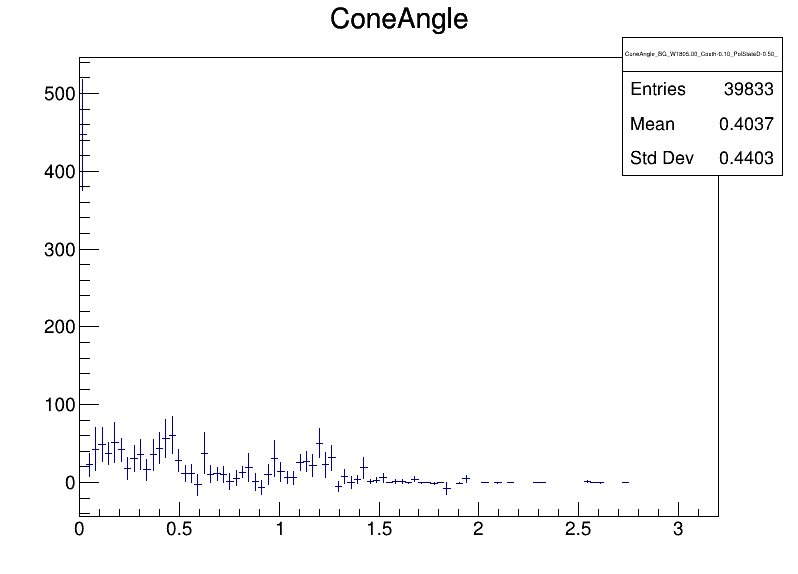 ConeAngle
ConeAngle_BG_W1805.00_Costh-0.10_PolStateD-0.50_
Entries 39833
Mean 0.4037
Std Dev 0.4403
500
400
300
200
100
0
0 0.5 1 1.5 2 2.5 3